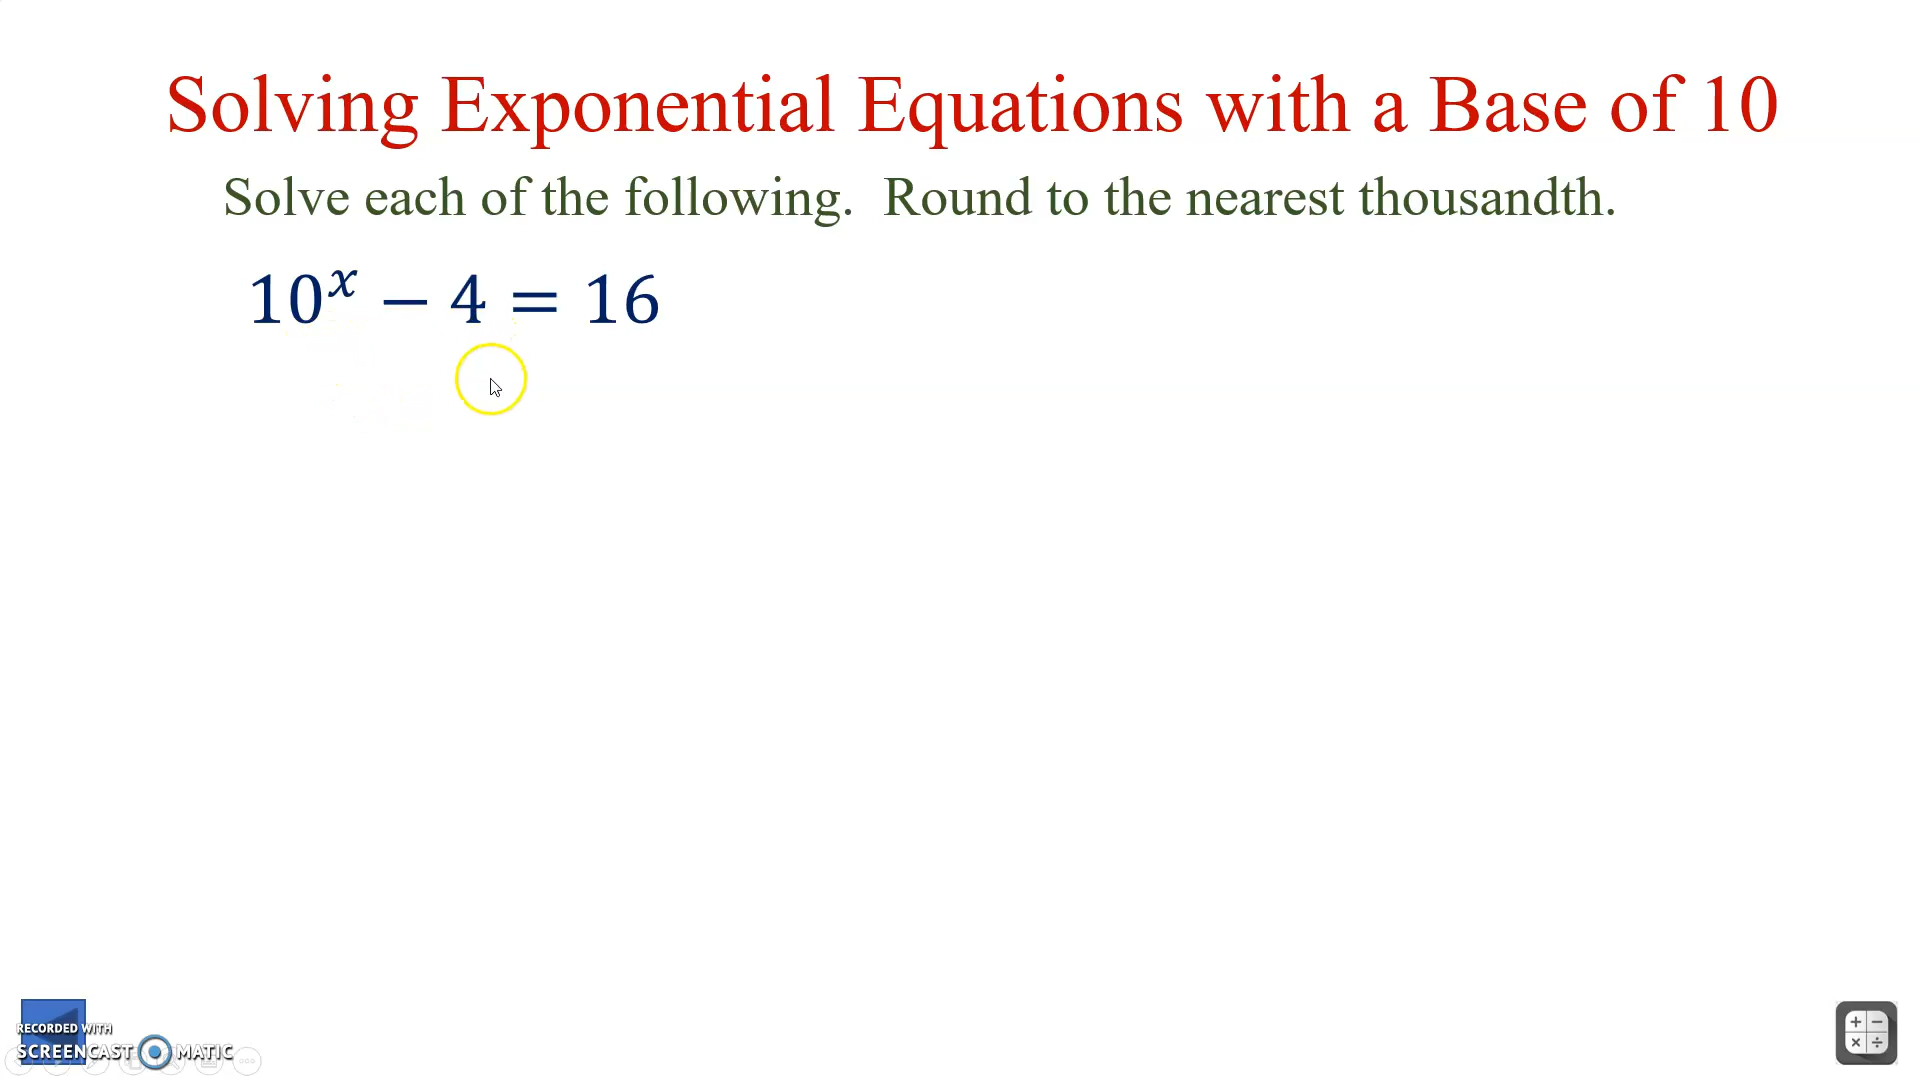 Solving Exponential Equations with a Base of 10
Solve each of the following.  Round to the nearest thousandth.
10ˣ − 4 = 16
RECORDED WITH
SCREENCAST MATIC
+ −
× ÷